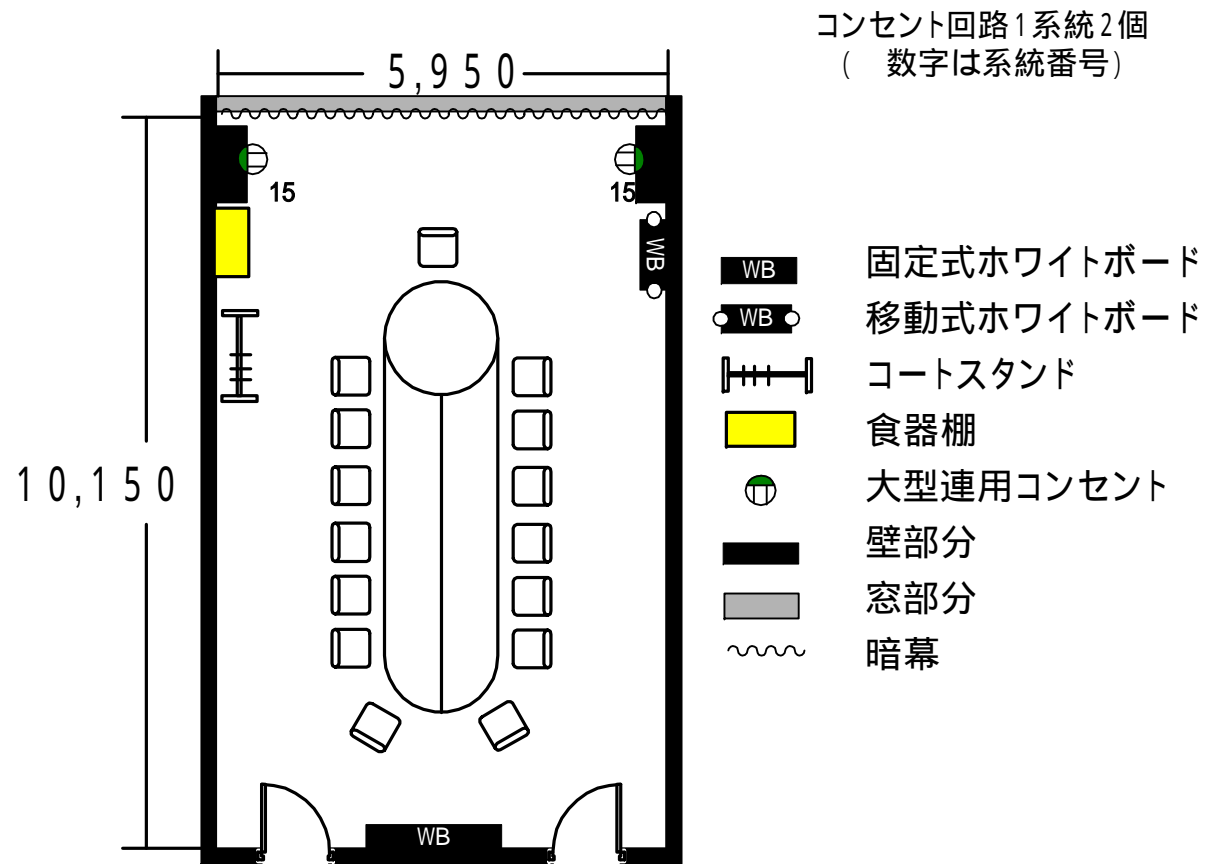 コンセント回路1系統2個
( 数字は系統番号)
5,950
15
15
WB
10,150
WB
WB 固定式ホワイトボード
WB 移動式ホワイトボード
コートスタンド
食器棚
大型連用コンセント
壁部分
窓部分
暗幕